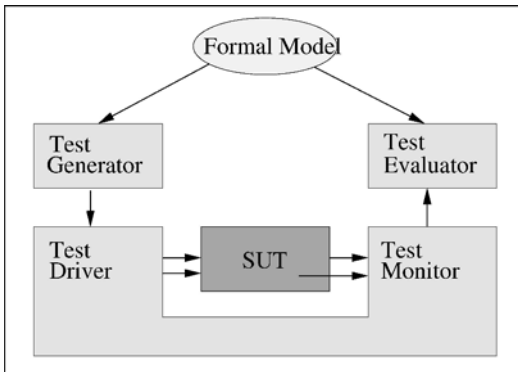 Formal Model
Test
Generator
Test
Evaluator
Test
Driver
SUT
Test
Monitor